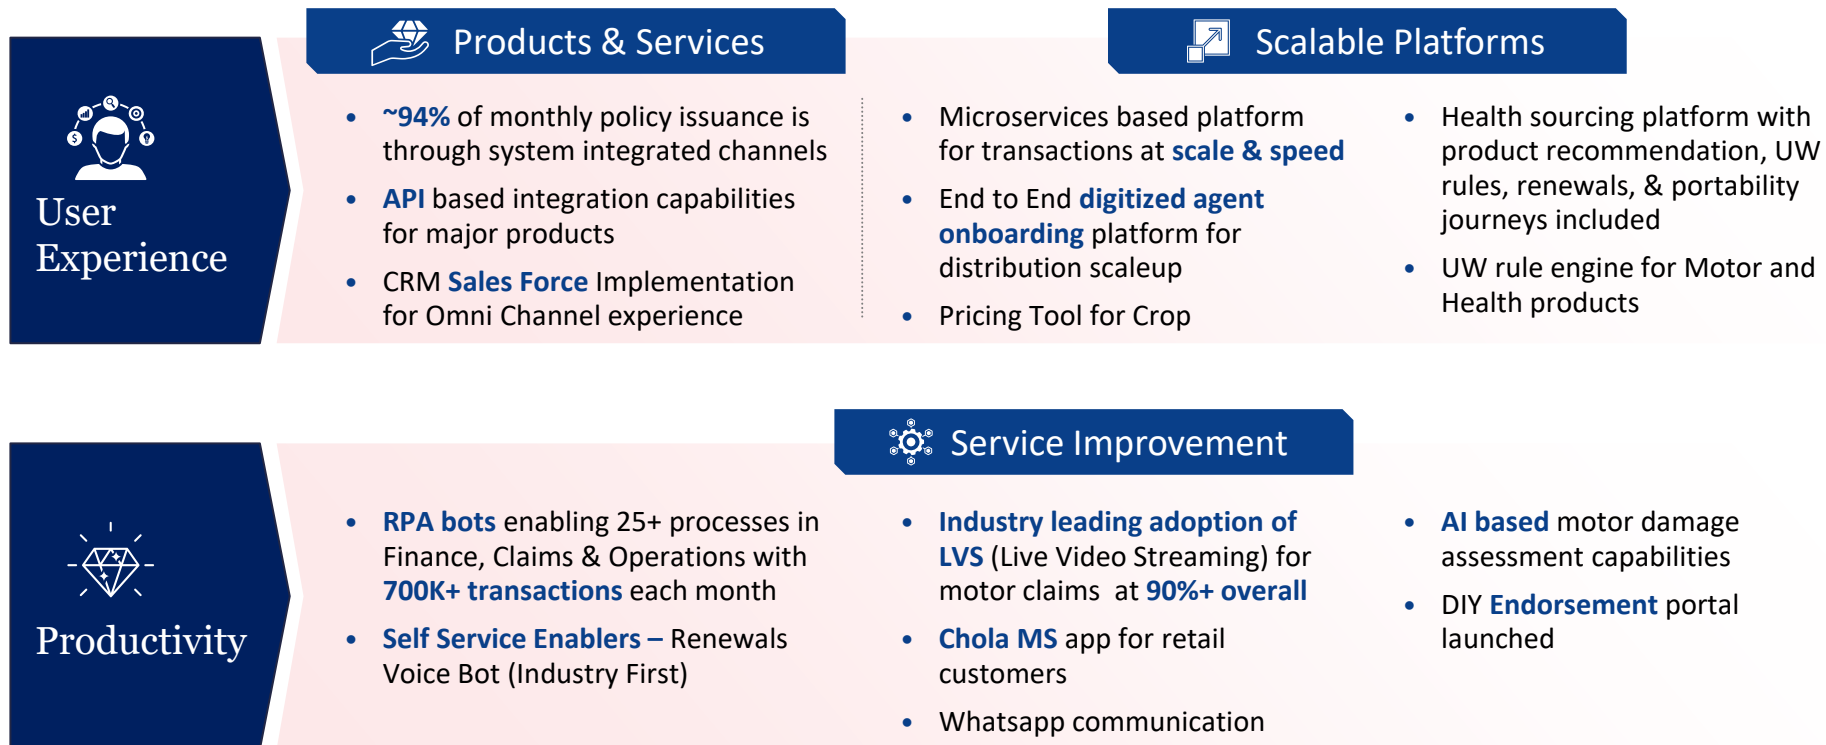 Products & Services
Scalable Platforms
User
Experience
• ~94% of monthly policy issuance is
through system integrated channels
• API based integration capabilities
for major products
• CRM Sales Force Implementation
for Omni Channel experience
• Microservices based platform
for transactions at scale & speed
• End to End digitized agent
onboarding platform for
distribution scaleup
• Pricing Tool for Crop
• Health sourcing platform with
product recommendation, UW
rules, renewals, & portability
journeys included
• UW rule engine for Motor and
Health products
Service Improvement
Productivity
• RPA bots enabling 25+ processes in
Finance, Claims & Operations with
700K+ transactions each month
• Self Service Enablers – Renewals
Voice Bot (Industry First)
• Industry leading adoption of
LVS (Live Video Streaming) for
motor claims at 90%+ overall
• Chola MS app for retail
customers
• Whatsapp communication
• AI based motor damage
assessment capabilities
• DIY Endorsement portal
launched